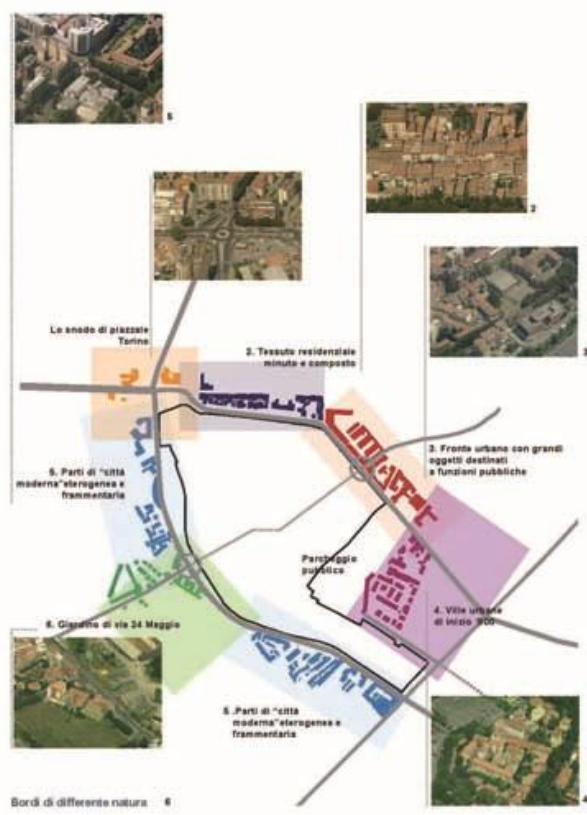 5
2
3
Lo snodo di piazzale
Torino
2. Tessuto residenziale
minuto e composto
3. Fronte urbano con grandi
oggetti destinati
a funzioni pubbliche
5. Parti di "città
moderna"eterogenea e
frammentaria
Parcheggio
pubblico
4. Ville urbane
di inizio '900
6. Giardino di via 24 Maggio
5 .Parti di "città
moderna"eterogenea e
frammentaria
4
Bordi di differente natura 6